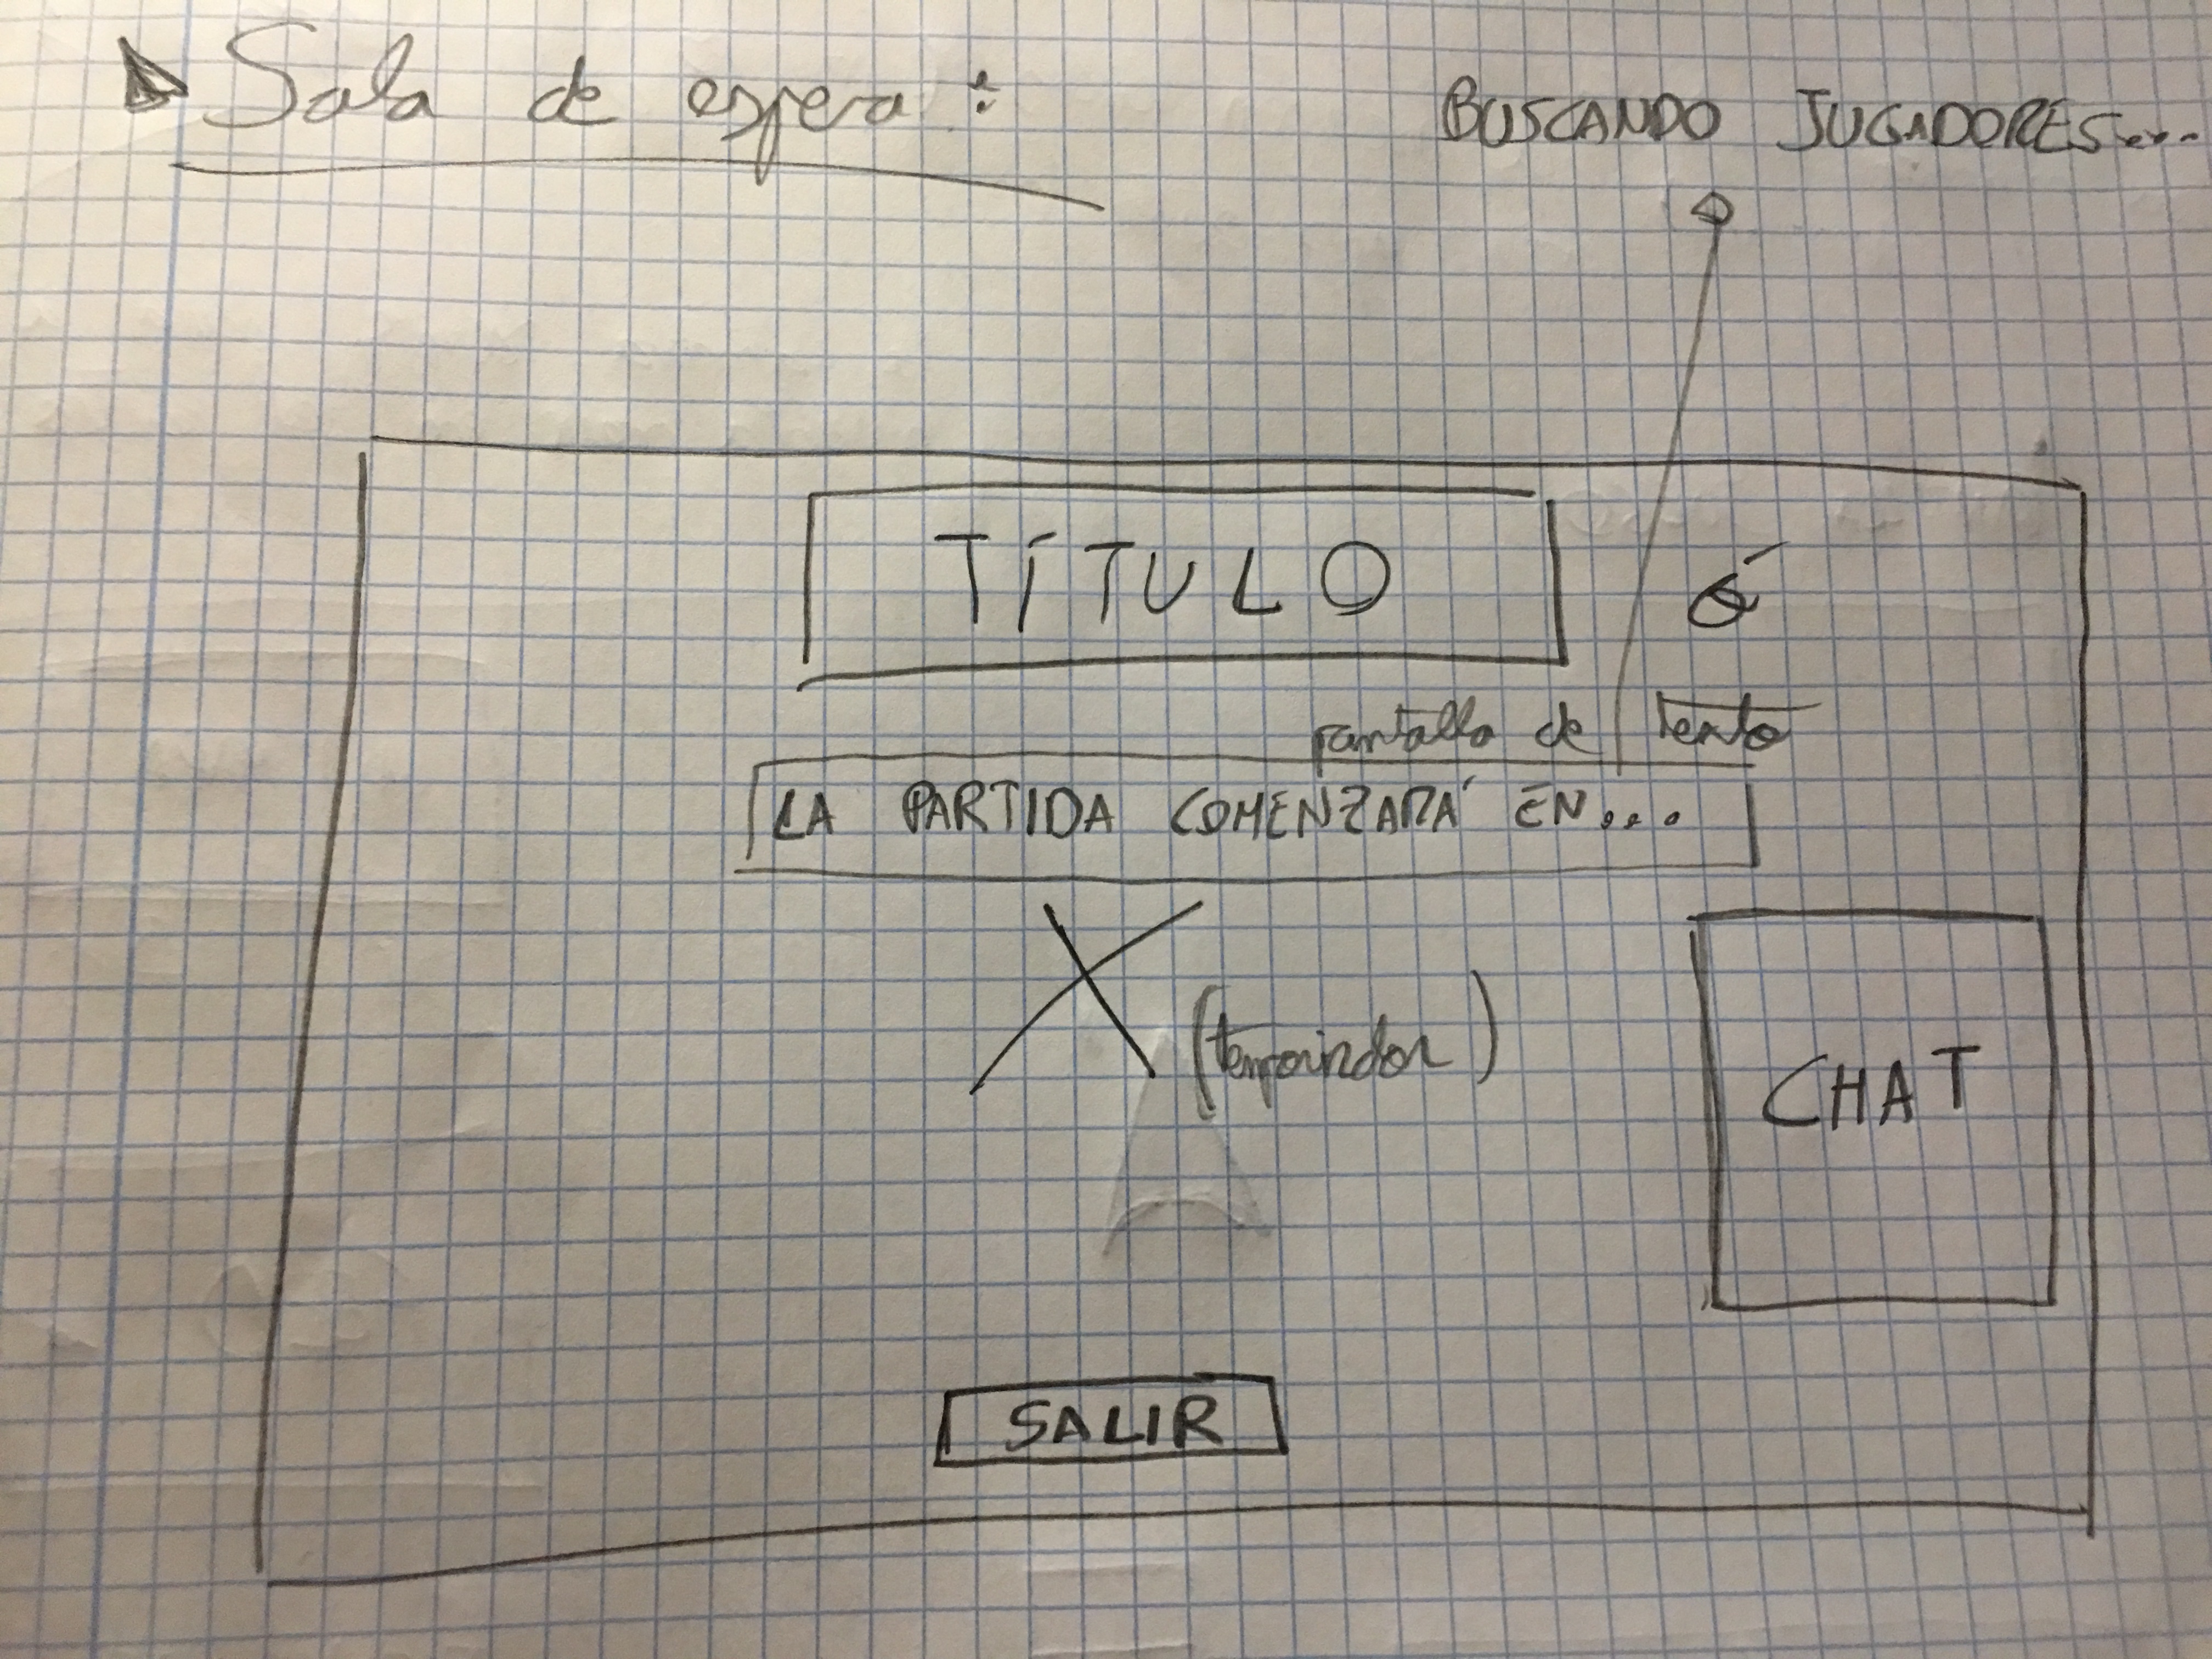 Sala de espera:
BUSCANDO JUGADORES...
TÍTULO Ó
pantalla de texto
LA PARTIDA COMENZARÁ EN...
X (temporizador)
CHAT
SALIR